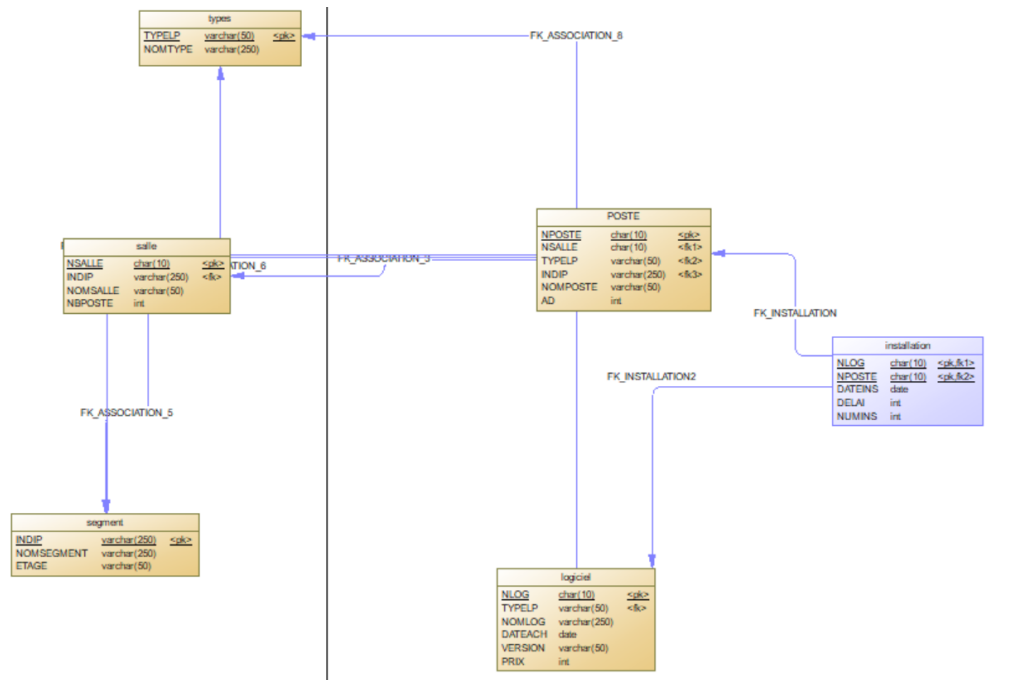 types
TYPELP varchar(50) <pk>
NOMTYPE varchar(250)
FK_ASSOCIATION_8
POSTE
NPOSTE char(10) <pk>
NSALLE char(10) <fk1>
TYPELP varchar(50) <fk2>
INDIP varchar(250) <fk3>
NOMPOSTE varchar(50)
AD int
salle
NSALLE char(10) <pk>
INDIP varchar(250) <fk>
NOMSALLE varchar(50)
NBPOSTE int
ATION_6
FK_ASSOCIATION_3
FK_INSTALLATION
installation
NLOG char(10) <pk,fk1>
NPOSTE char(10) <pk,fk2>
DATEINS date
DELAI int
NUMINS int
FK_INSTALLATION2
FK_ASSOCIATION_5
segment
INDIP varchar(250) <pk>
NOMSEGMENT varchar(250)
ETAGE varchar(50)
logiciel
NLOG char(10) <pk>
TYPELP varchar(50) <fk>
NOMLOG varchar(250)
DATEACH date
VERSION varchar(50)
PRIX int